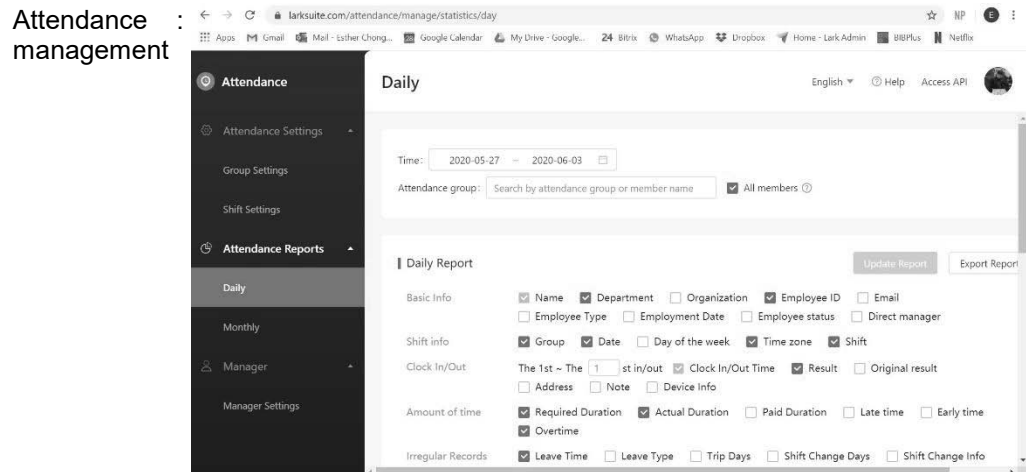 Attendance :
management
larksuite.com/attendance/manage/statistics/day
NP
E
Apps Gmail Mail - Esther Chong... Google Calendar My Drive - Google... 24 Bitrix WhatsApp Dropbox Home - Lark Admin BIBPlus Netflix
Attendance
Daily
English Help Access API
Attendance Settings
Group Settings
Shift Settings
Attendance Reports
Daily
Monthly
Manager
Manager Settings
Time: 2020-05-27 – 2020-06-03
Attendance group: Search by attendance group or member name All members
Daily Report
Update Report Export Report
Basic Info Name Department Organization Employee ID Email
Employee Type Employment Date Employee status Direct manager
Shift info Group Date Day of the week Time zone Shift
Clock In/Out The 1st ~ The 1 st in/out Clock In/Out Time Result Original result
Address Note Device Info
Amount of time Required Duration Actual Duration Paid Duration Late time Early time
Overtime
Irregular Records Leave Time Leave Type Trip Days Shift Change Days Shift Change Info